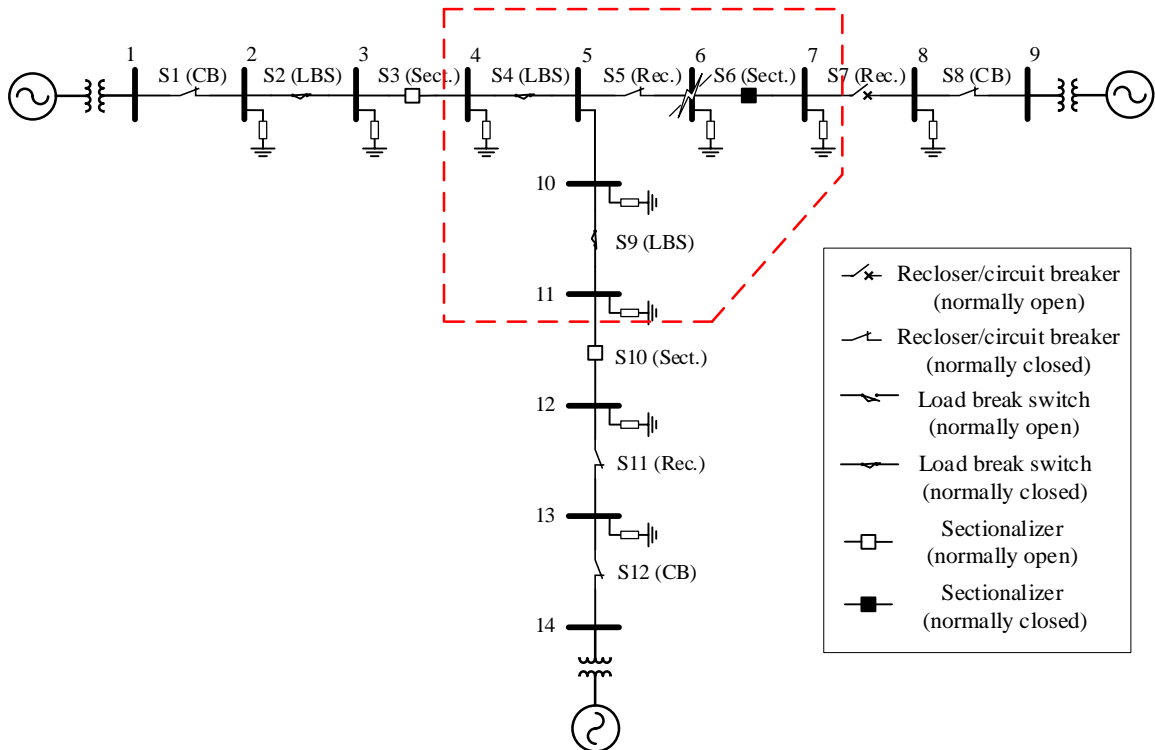 1
S1 (CB)
2
S2 (LBS)
3
S3 (Sect.)
4
S4 (LBS)
5
S5 (Rec.)
6
S6 (Sect.)
7
S7 (Rec.)
8
S8 (CB)
9
10
S9 (LBS)
11
S10 (Sect.)
12
S11 (Rec.)
13
S12 (CB)
14
Recloser/circuit breaker
(normally open)
Recloser/circuit breaker
(normally closed)
Load break switch
(normally open)
Load break switch
(normally closed)
Sectionalizer
(normally open)
Sectionalizer
(normally closed)